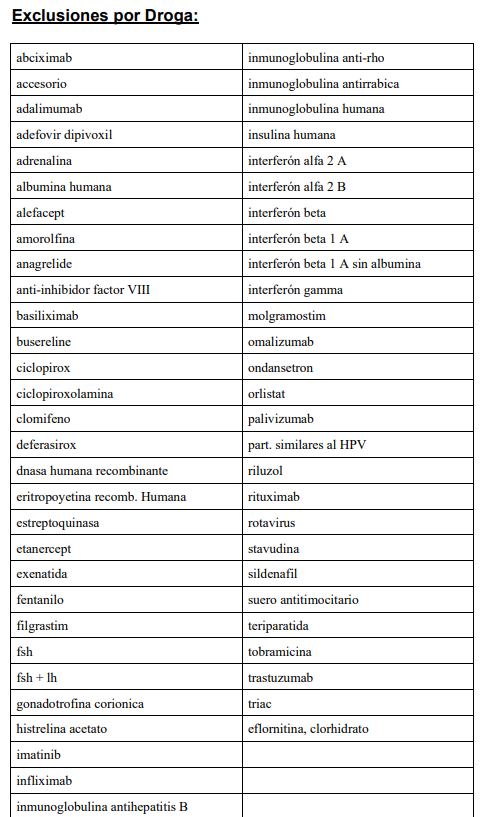 Exclusiones por Droga:
abciximab inmunoglobulina anti-rho
accesorio inmunoglobulina antirrabica
adalimumab inmunoglobulina humana
adefovir dipivoxil insulina humana
adrenalina interferón alfa 2 A
albumina humana interferón alfa 2 B
alefacept interferón beta
amorolfina interferón beta 1 A
anagrelide interferón beta 1 A sin albumina
anti-inhibidor factor VIII interferón gamma
basiliximab molgramostim
busereline omalizumab
ciclopirox ondansetron
ciclopiroxolamina orlistat
clomifeno palivizumab
deferasirox part. similares al HPV
dnasa humana recombinante riluzol
eritropoyetina recomb. Humana rituximab
estreptoquinasa rotavirus
etanercept stavudina
exenatida sildenafil
fentanilo suero antitimocitario
filgrastim teriparatida
fsh tobramicina
fsh + lh trastuzumab
gonadotrofina corionica triac
histrelina acetato eflornitina, clorhidrato
imatinib
infliximab
inmunoglobulina antihepatitis B